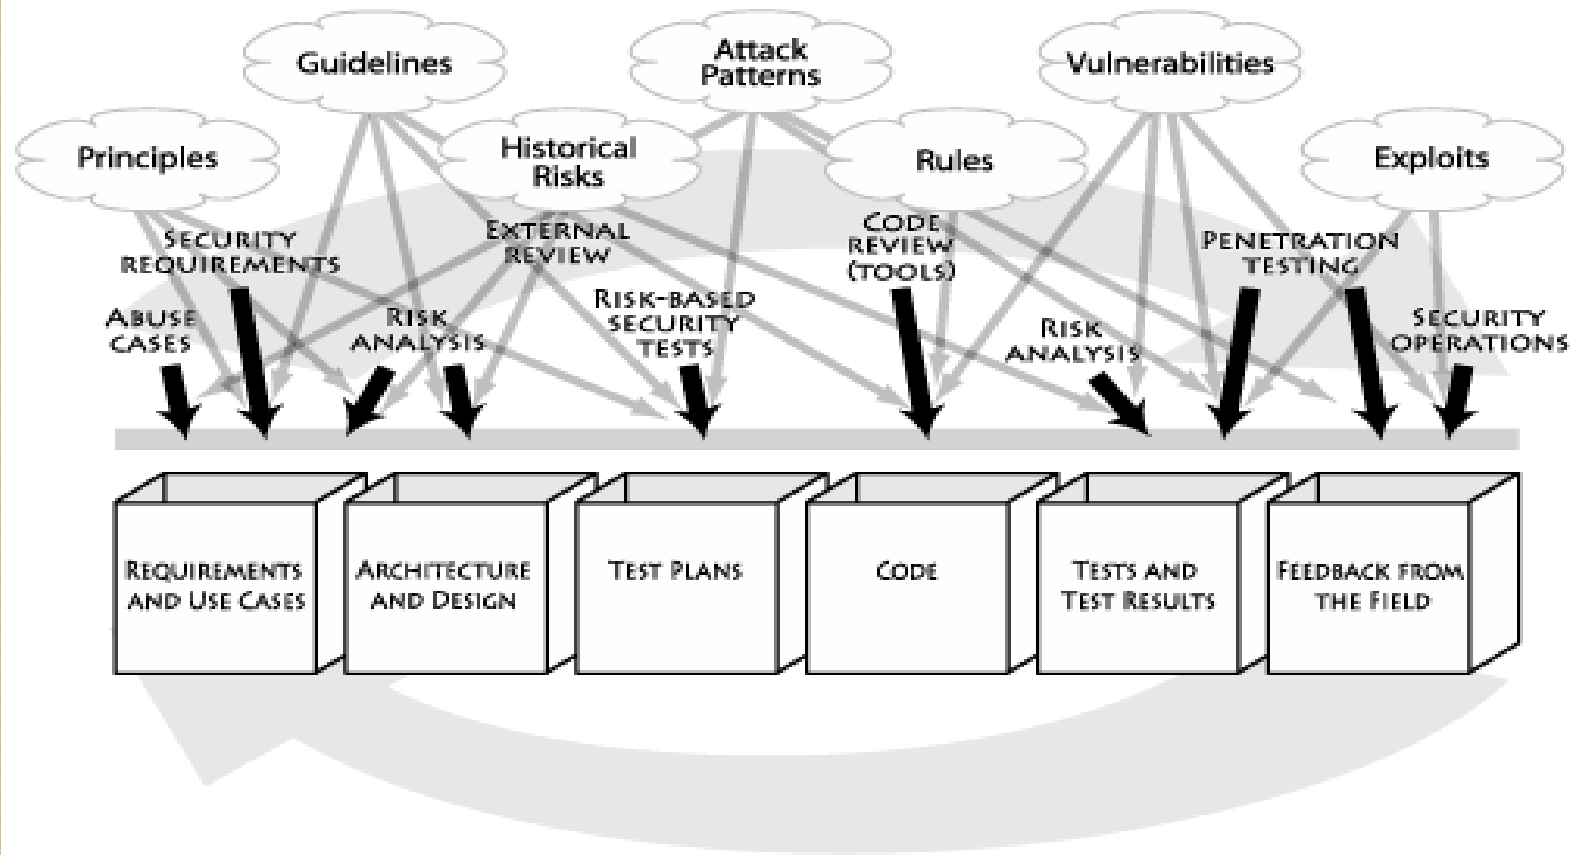 Guidelines
Attack
Patterns
Vulnerabilities
Principles
Historical
Risks
Rules
Exploits
SECURITY
REQUIREMENTS
EXTERNAL
REVIEW
CODE
REVIEW
(TOOLS)
PENETRATION
TESTING
ABUSE
CASES
RISK
ANALYSIS
RISK-BASED
SECURITY
TESTS
RISK
ANALYSIS
SECURITY
OPERATIONS
REQUIREMENTS
AND USE CASES
ARCHITECTURE
AND DESIGN
TEST PLANS
CODE
TESTS AND
TEST RESULTS
FEEDBACK FROM
THE FIELD